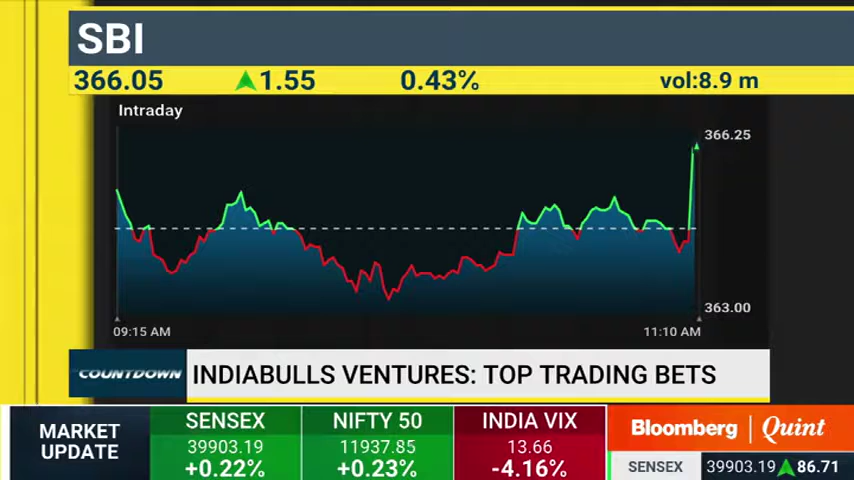 SBI
366.05 ▲1.55 0.43% vol:8.9 m
Intraday
366.25
363.00
09:15 AM 11:10 AM
COUNTDOWN INDIABULLS VENTURES: TOP TRADING BETS
MARKET UPDATE
SENSEX
39903.19
+0.22%
NIFTY 50
11937.85
+0.23%
INDIA VIX
13.66
-4.16%
Bloomberg | Quint
SENSEX 39903.19 ▲86.71